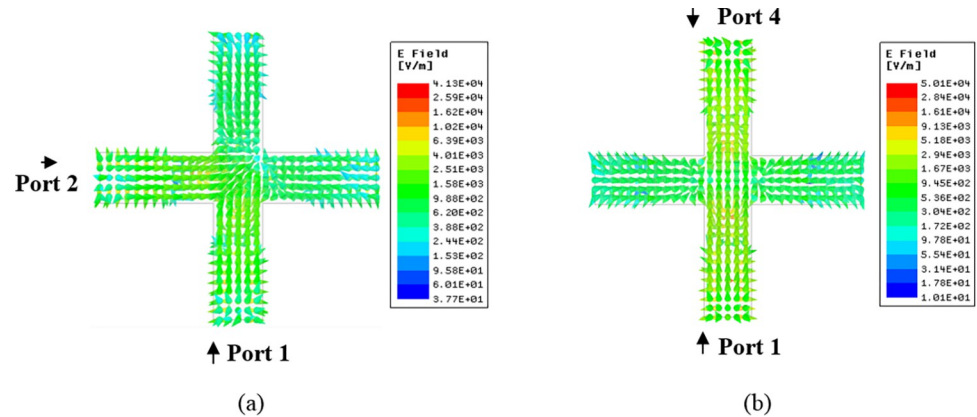 Port 4
E Field
[V/m]
4.13E+04
2.59E+04
1.62E+04
1.02E+04
6.39E+03
4.01E+03
2.51E+03
1.58E+03
9.88E+02
6.20E+02
3.88E+02
2.44E+02
1.53E+02
9.58E+01
6.01E+01
3.77E+01
E Field
[V/m]
5.01E+04
2.84E+04
1.61E+04
9.13E+03
5.18E+03
2.94E+03
1.67E+03
9.45E+02
5.36E+02
3.04E+02
1.72E+02
9.78E+01
5.54E+01
3.14E+01
1.78E+01
1.01E+01
Port 2
Port 1
Port 1
(a)
(b)